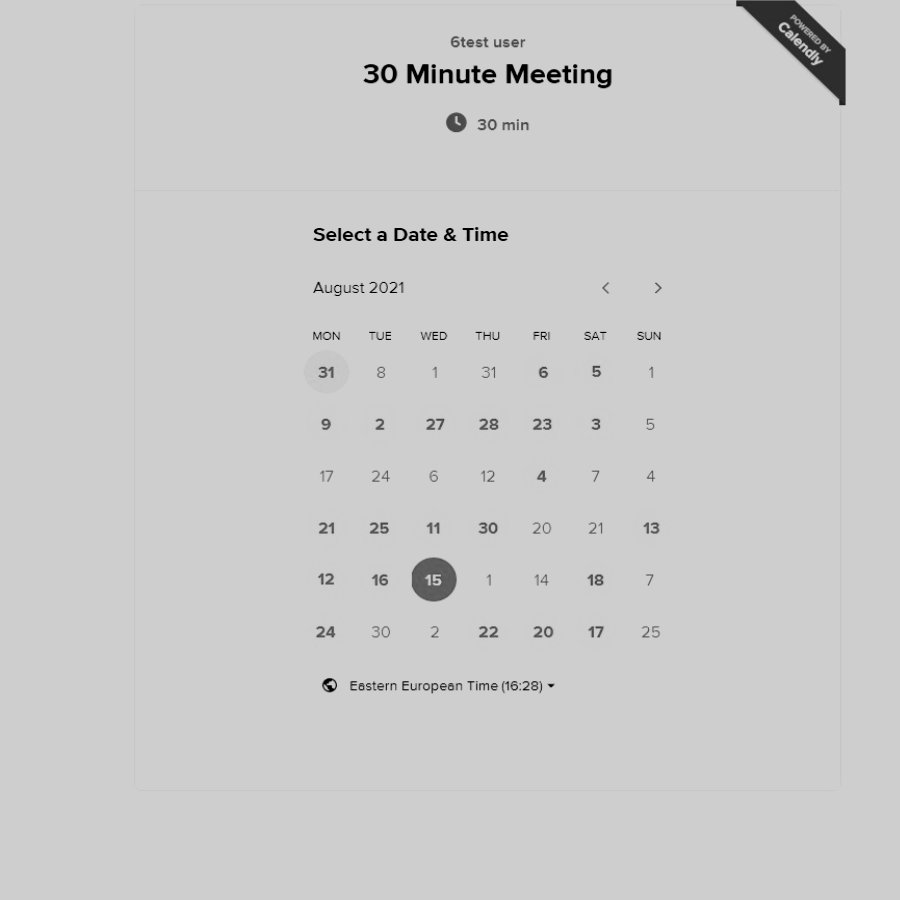 POWERED BY
Calendly
6test user
30 Minute Meeting
30 min
Select a Date & Time
August 2021
MON TUE WED THU FRI SAT SUN
31 8 1 31 6 5 1
9 2 27 28 23 3 5
17 24 6 12 4 7 4
21 25 11 30 20 21 13
12 16 15 1 14 18 7
24 30 2 22 20 17 25
Eastern European Time (16:28)